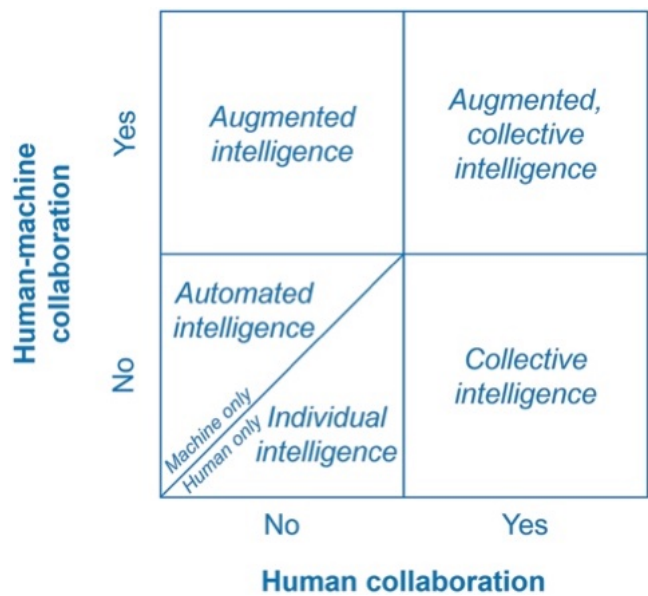 Human-machine
collaboration
Yes
No
Augmented
intelligence
Augmented,
collective
intelligence
Automated
intelligence
Machine only
Human only
Individual
intelligence
Collective
intelligence
No
Yes
Human collaboration